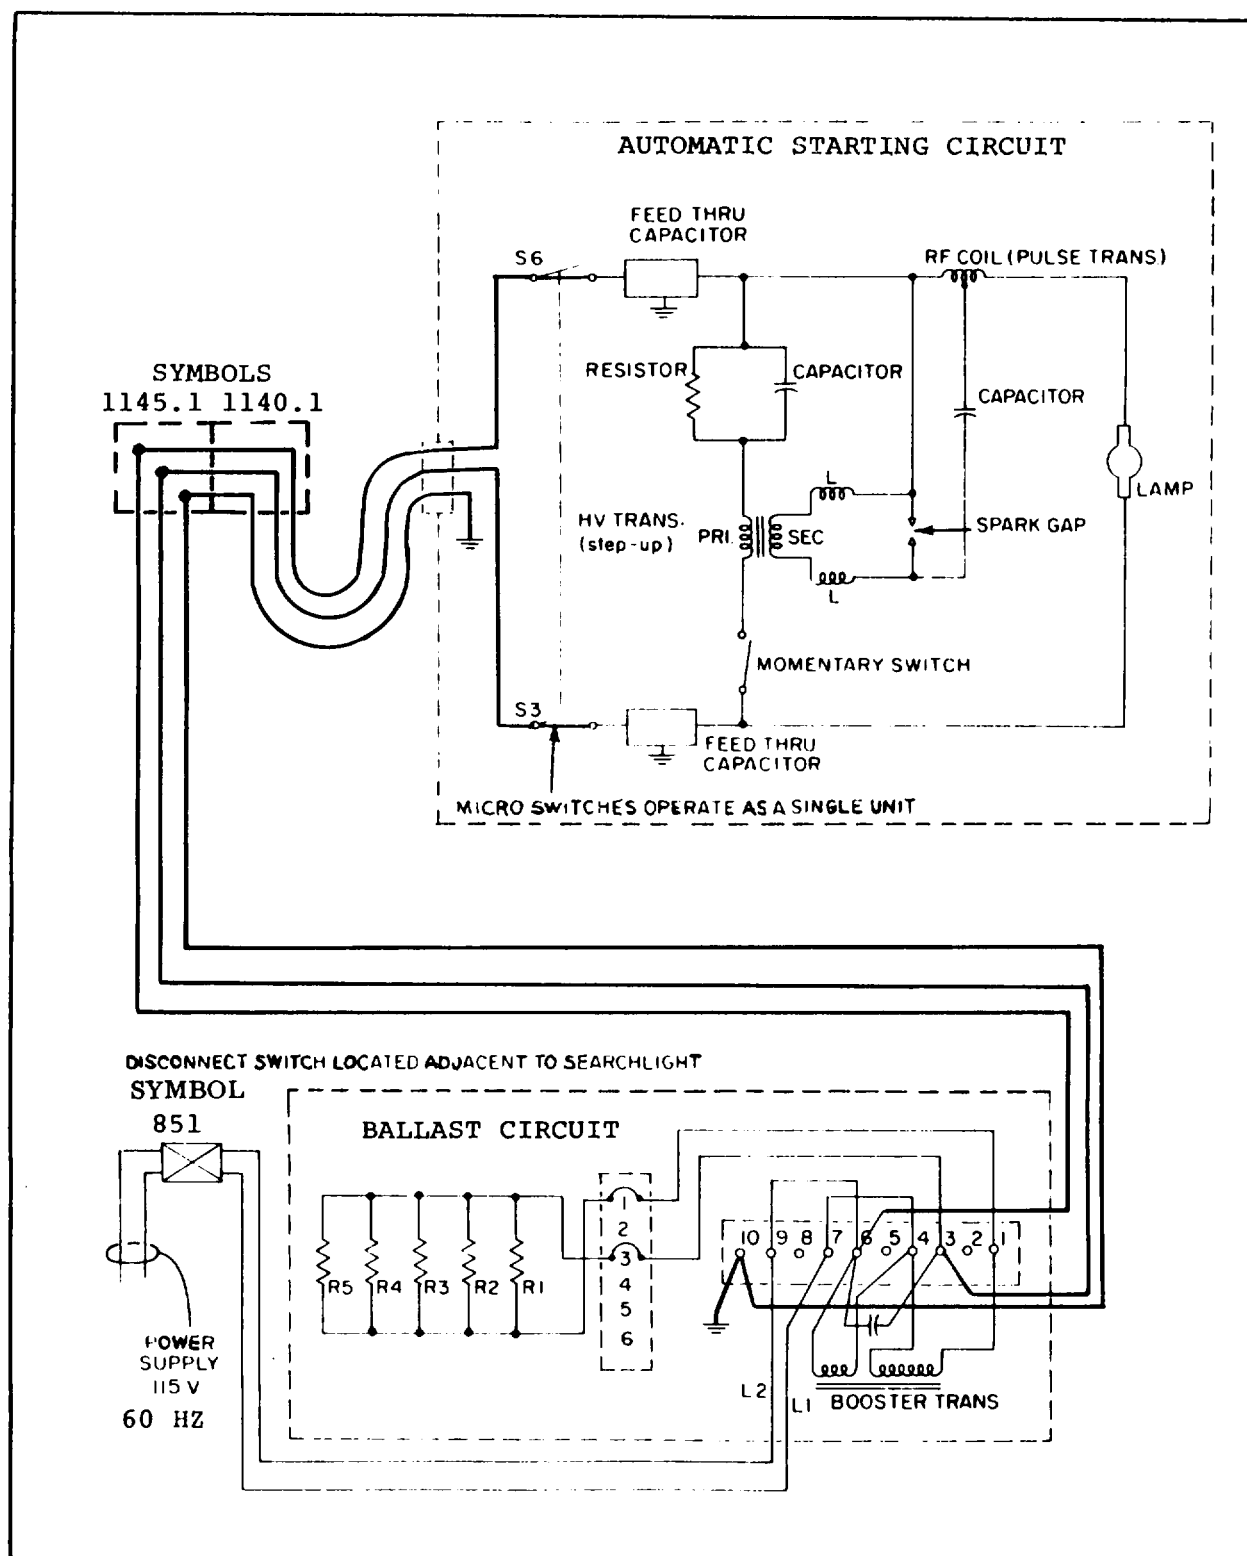 AUTOMATIC STARTING CIRCUIT
FEED THRU
CAPACITOR
S6
RF COIL (PULSE TRANS)
RESISTOR
CAPACITOR
CAPACITOR
SYMBOLS
1145.1 1140.1
L
LAMP
HV TRANS.
(step-up)
PRI.
SEC
SPARK GAP
L
MOMENTARY SWITCH
S3
FEED THRU
CAPACITOR
MICRO SWITCHES OPERATE AS A SINGLE UNIT
DISCONNECT SWITCH LOCATED ADJACENT TO SEARCHLIGHT
SYMBOL
851
BALLAST CIRCUIT
1
2
3
4
5
6
10 9 8 7 6 5 4 3 2 1
R5 R4 R3 R2 R1
POWER
SUPPLY
115 V
60 HZ
L2
L1
BOOSTER TRANS